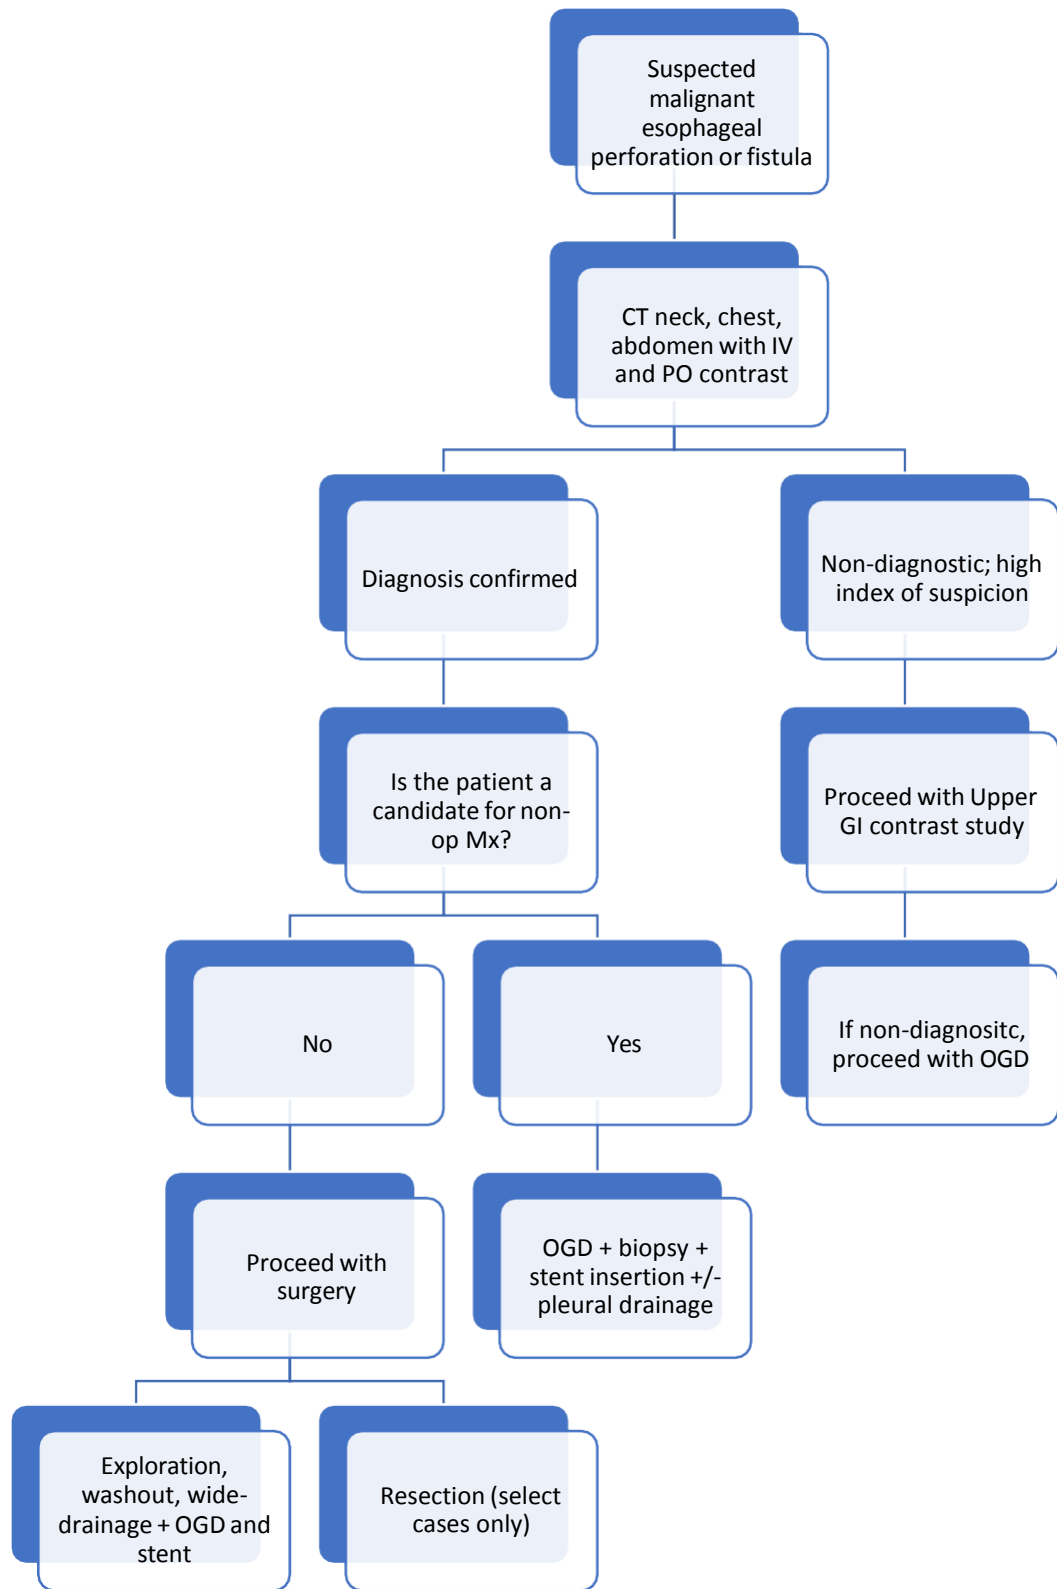 Suspected
malignant
esophageal
perforation or fistula
CT neck, chest,
abdomen with IV
and PO contrast
Diagnosis confirmed
Non-diagnostic; high
index of suspicion
Is the patient a
candidate for non-
op Mx?
Proceed with Upper
GI contrast study
No
Yes
If non-diagnositc,
proceed with OGD
Proceed with
surgery
OGD + biopsy +
stent insertion +/-
pleural drainage
Exploration,
washout, wide-
drainage + OGD and
stent
Resection (select
cases only)